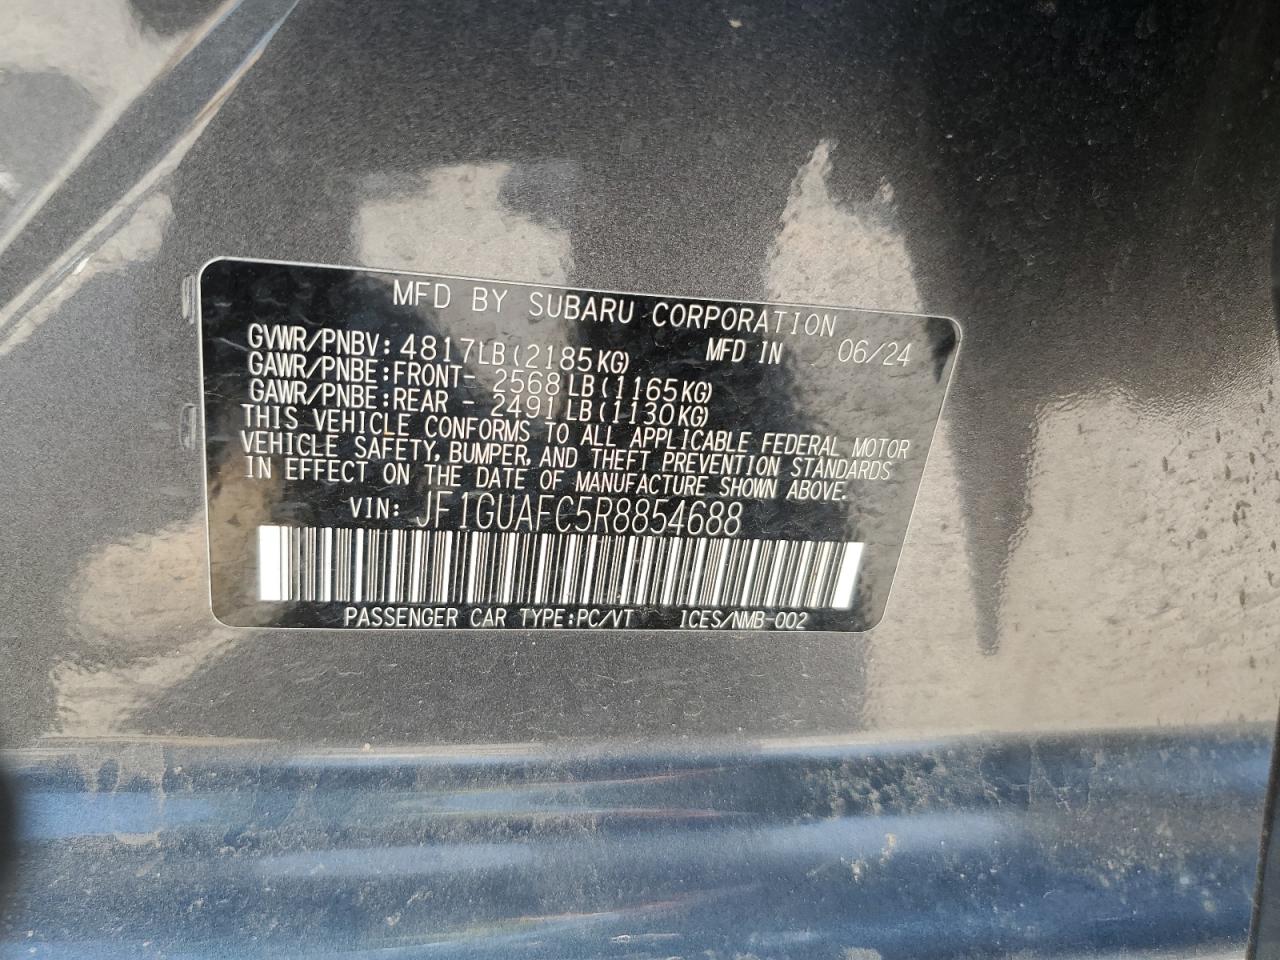 MFD BY SUBARU CORPORATION
GVWR/PNBV: 4817LB(2185KG) MFD IN 06/24
GAWR/PNBE:FRONT- 2568LB(1165KG)
GAWR/PNBE:REAR - 2491LB(1130KG)
THIS VEHICLE CONFORMS TO ALL APPLICABLE FEDERAL MOTOR
VEHICLE SAFETY, BUMPER, AND THEFT PREVENTION STANDARDS
IN EFFECT ON THE DATE OF MANUFACTURE SHOWN ABOVE.
VIN: JF1GUAFC5R8854688
PASSENGER CAR TYPE:PC/VT ICES/NMB-002